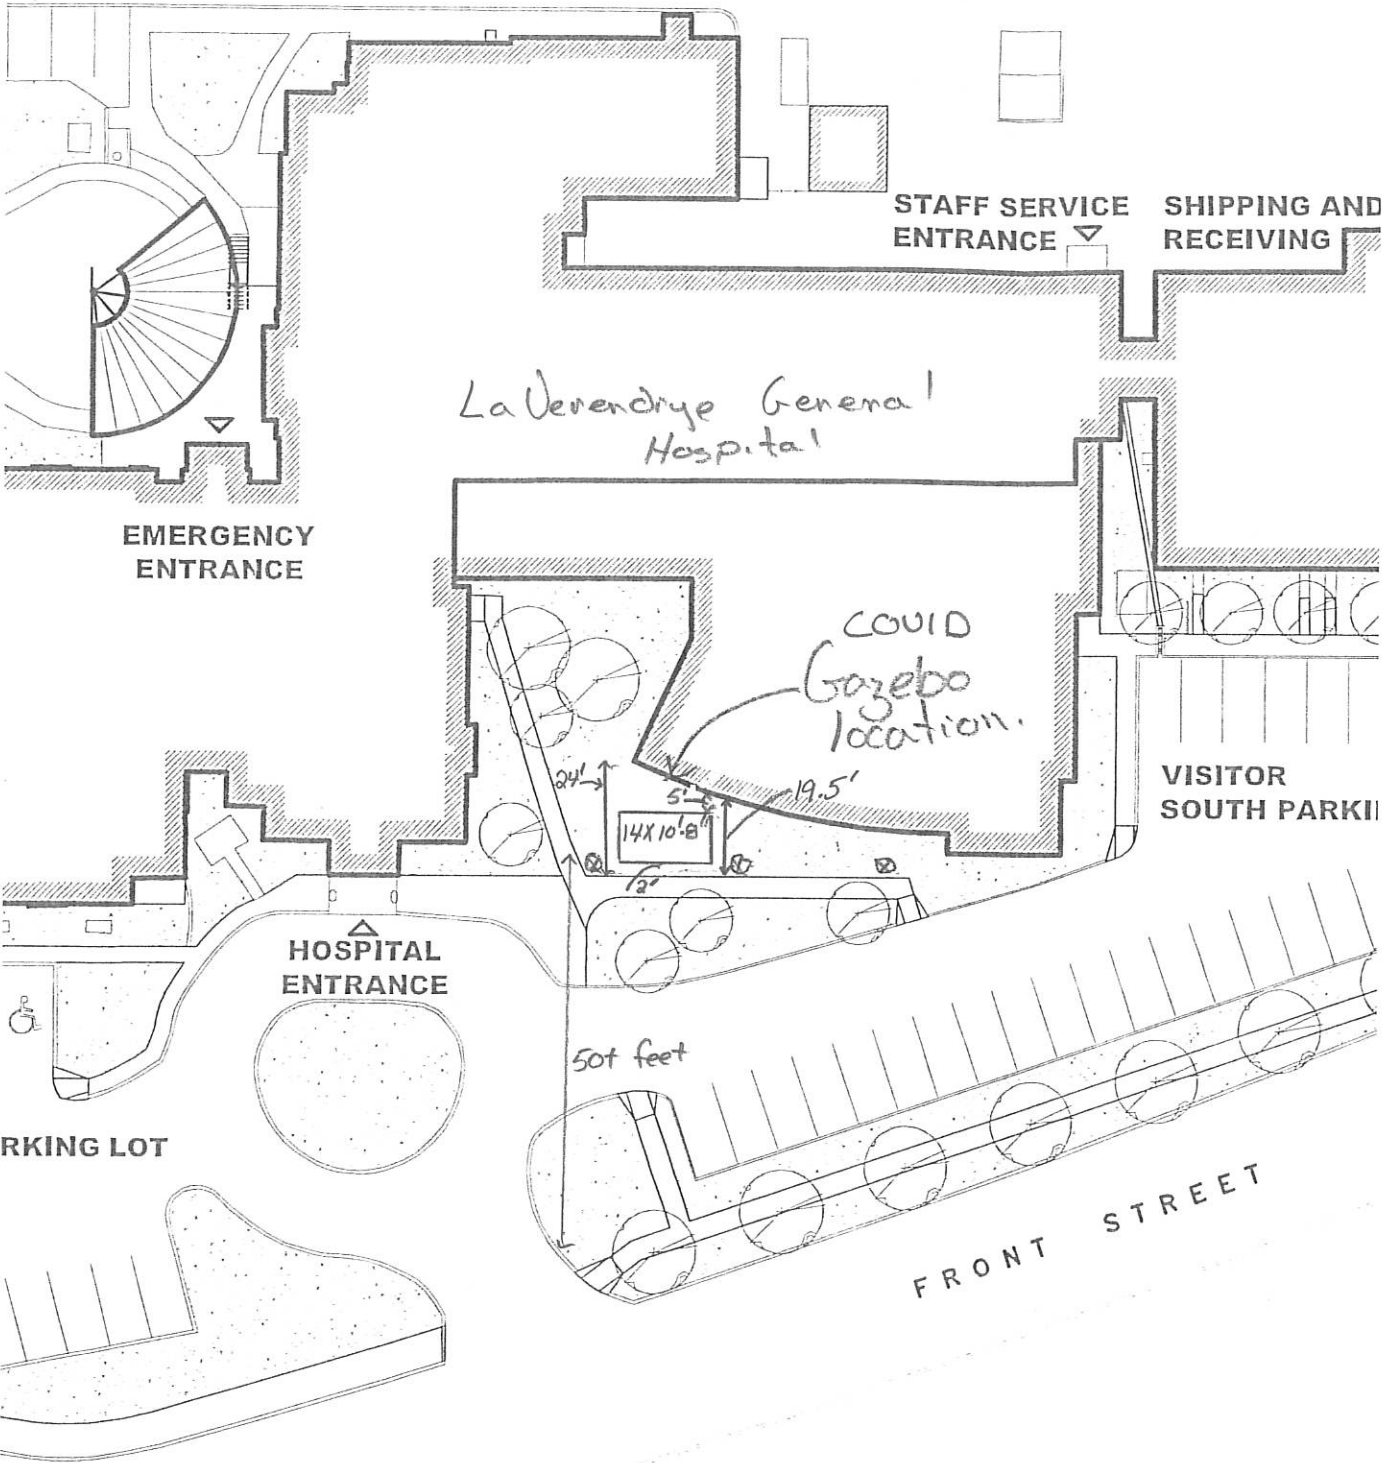 STAFF SERVICE
ENTRANCE
SHIPPING AND
RECEIVING
La Verendrye General
Hospital
EMERGENCY
ENTRANCE
COVID
Gazebo
location.
24'
5'
19.5'
14X10'-8"
2'
VISITOR
SOUTH PARKI
HOSPITAL
ENTRANCE
50+ feet
RKING LOT
FRONT STREET